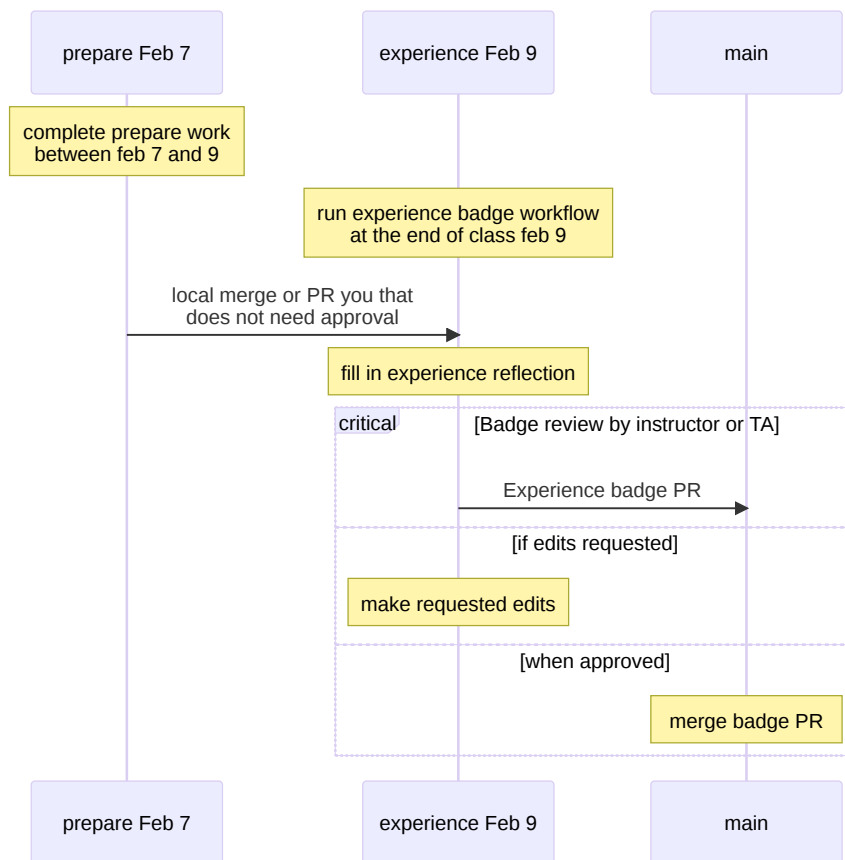 prepare Feb 7
experience Feb 9
main
complete prepare work
between feb 7 and 9
run experience badge workflow
at the end of class feb 9
local merge or PR you that
does not need approval
fill in experience reflection
critical
[Badge review by instructor or TA]
Experience badge PR
[if edits requested]
make requested edits
[when approved]
merge badge PR
prepare Feb 7
experience Feb 9
main